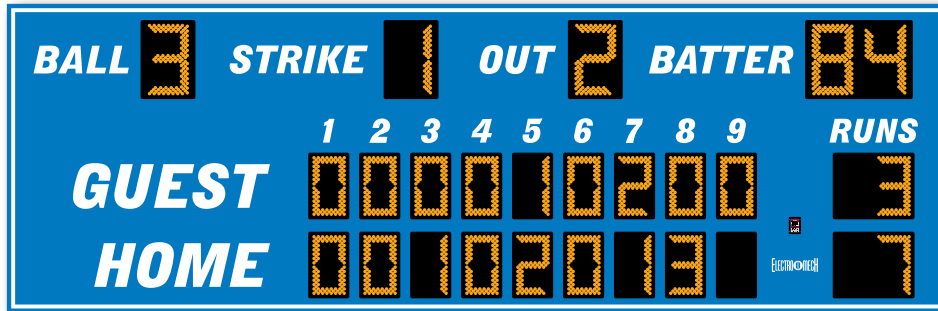 BALL 3 STRIKE 1 OUT 2 BATTER 84
1 2 3 4 5 6 7 8 9 RUNS
GUEST 0 0 0 0 1 0 2 0 0 3
HOME 0 0 1 0 2 0 1 3 7
ELECTRO-MECH